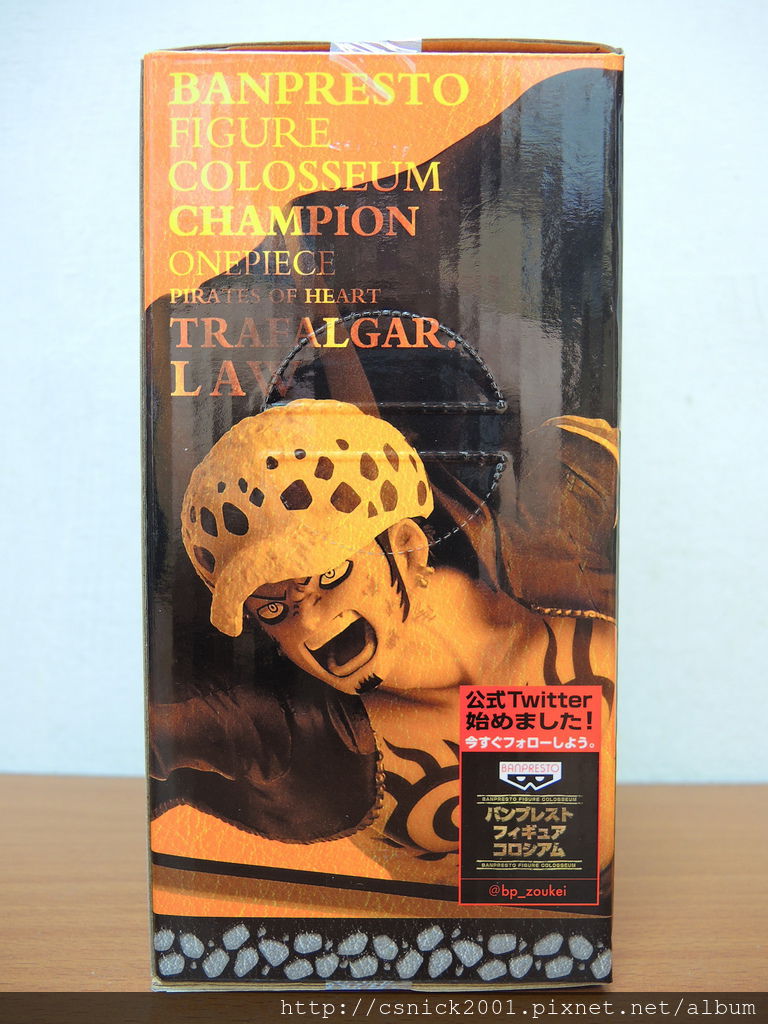 BANPRESTO
FIGURE
COLOSSEUM
CHAMPION
ONEPIECE
PIRATES OF HEART
TRAFALGAR.
LAW
公式Twitter
始めました!
今すぐフォローしよう。
BANPRESTO
BANPRESTO FIGURE COLOSSEUM
バンプレスト
フィギュア
コロシアム
BANPRESTO FIGURE COLOSSEUM
@bp_zoukei
http://csnick2001.pixnet.net/album